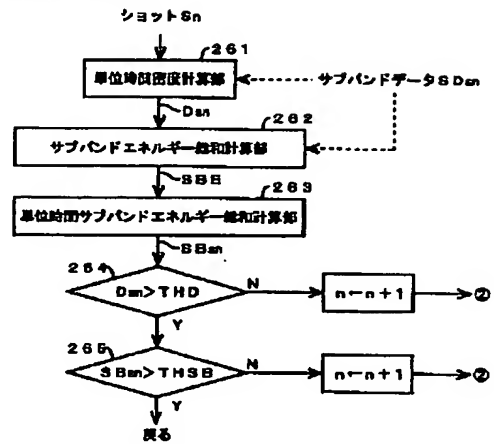 ショットSn
261
単位時間密度計算部
サブバンドデータSDsn
Dsn
262
サブバンドエネルギー総和計算部
SBE
263
単位時間サブバンドエネルギー総和計算部
SBsn
264
Dsn>THD
N
n←n+1
②
Y
265
SBsn>THSB
N
n←n+1
②
Y
戻る